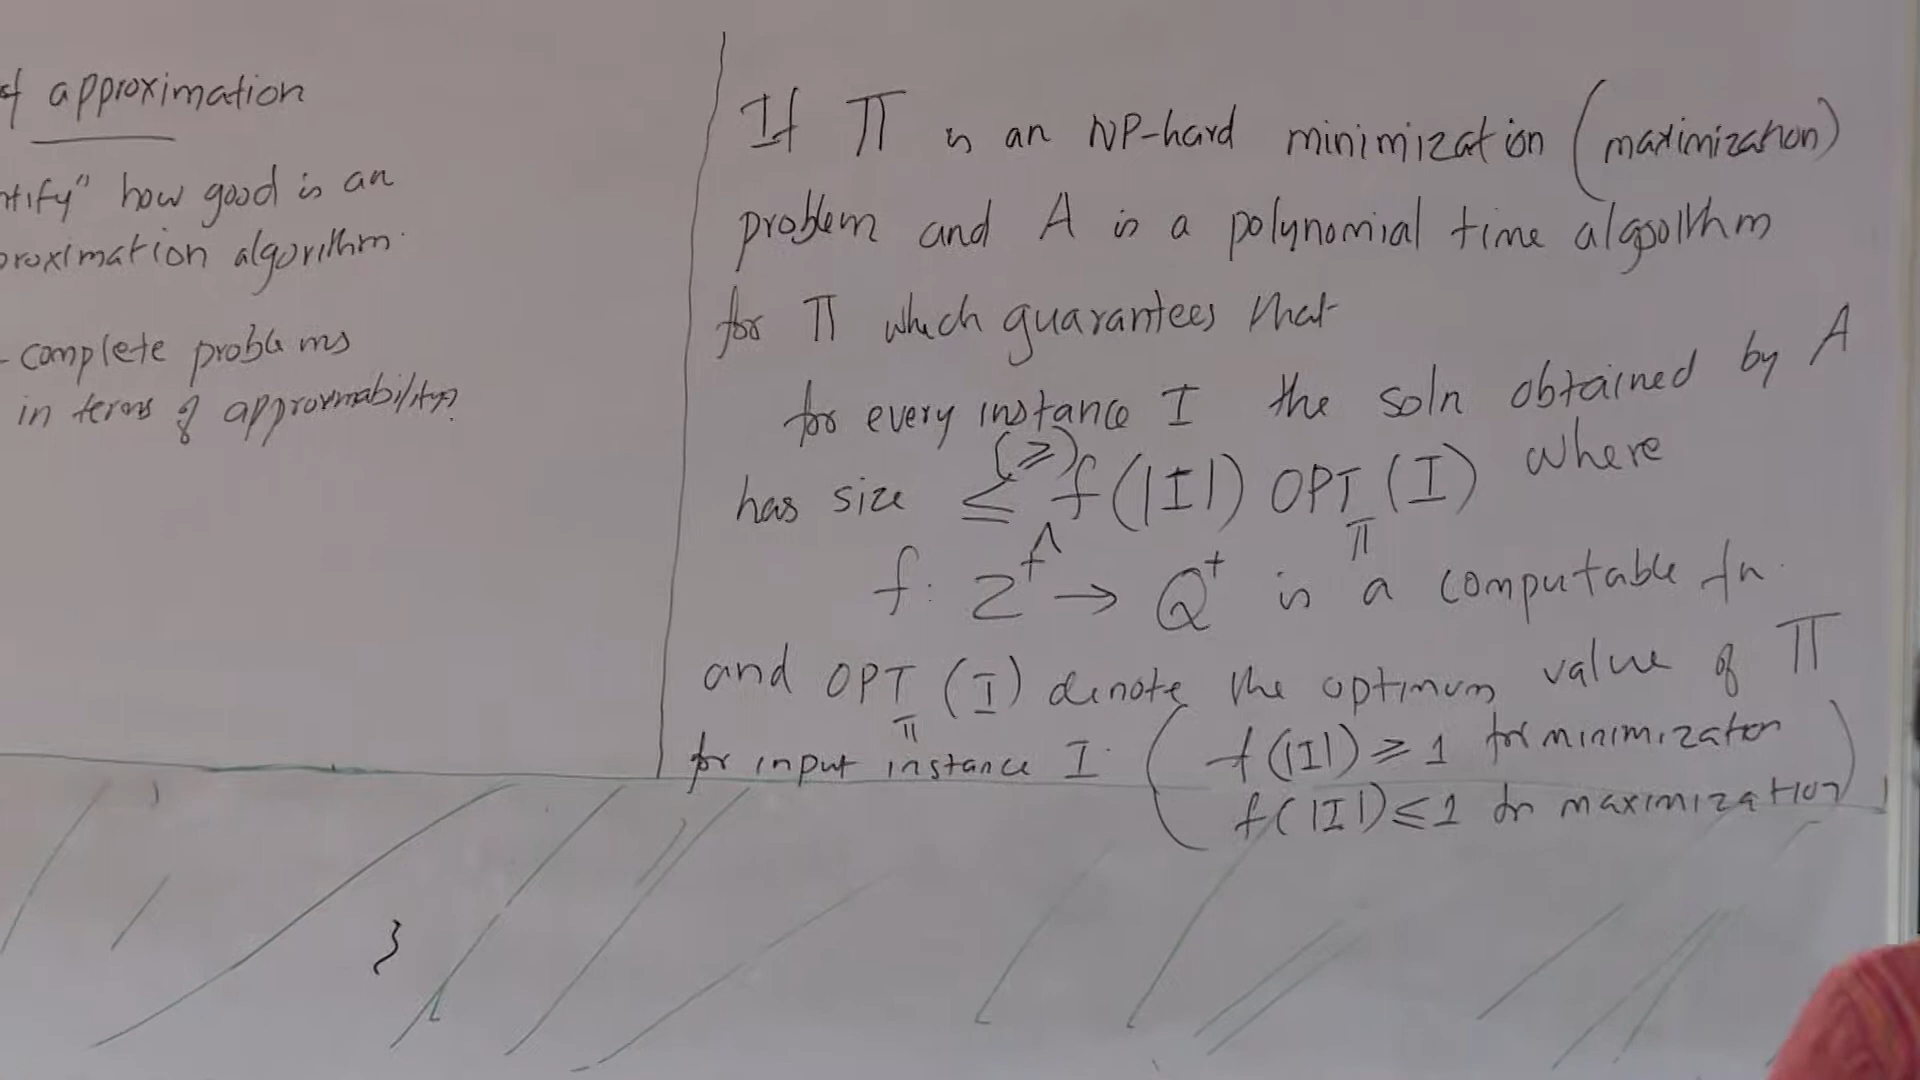 of approximation
ntify" how good is an
proximation algorithm.
- complete problems
in terms of approximability?
If Π is an NP-hard minimization (maximization)
problem and A is a polynomial time algorithm
for Π which guarantees that
for every instance I the soln obtained by A
(≥)
has size ≤ f(|I|) OPT_Π (I) where
f: Z⁺ → Q⁺ is a computable fn.
and OPT_Π (I) denote the optimum value of Π
for input instance I. ( f(|I|) ≥ 1 for minimization
f(|I|) ≤ 1 for maximization )